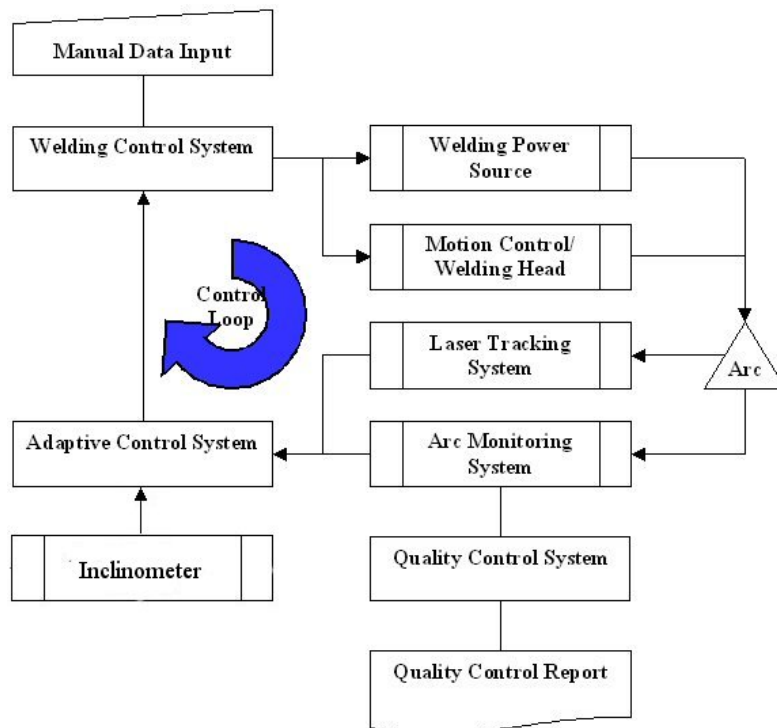 Manual Data Input
Welding Control System
Welding Power
Source
Motion Control/
Welding Head
Control
Loop
Laser Tracking
System
Arc
Adaptive Control System
Arc Monitoring
System
Inclinometer
Quality Control System
Quality Control Report